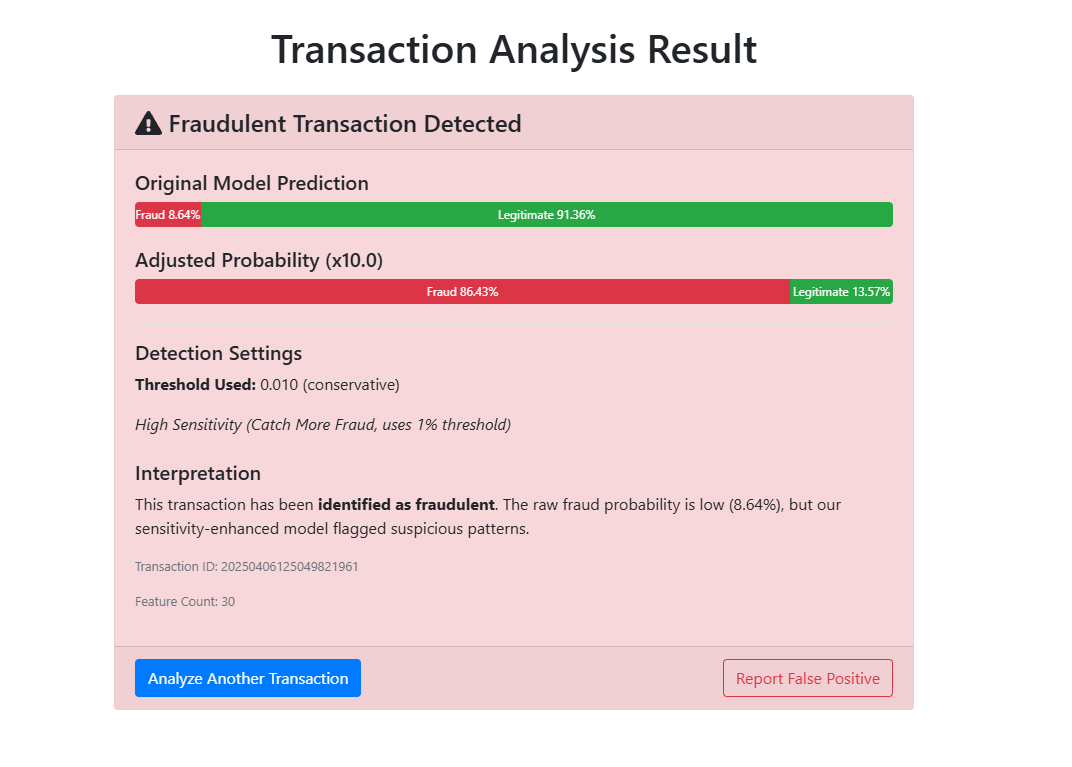 Transaction Analysis Result
Fraudulent Transaction Detected
Original Model Prediction
Fraud 8.64%
Legitimate 91.36%
Adjusted Probability (x10.0)
Fraud 86.43%
Legitimate 13.57%
Detection Settings
Threshold Used: 0.010 (conservative)
High Sensitivity (Catch More Fraud, uses 1% threshold)
Interpretation
This transaction has been identified as fraudulent. The raw fraud probability is low (8.64%), but our
sensitivity-enhanced model flagged suspicious patterns.
Transaction ID: 20250406125049821961
Feature Count: 30
Analyze Another Transaction
Report False Positive